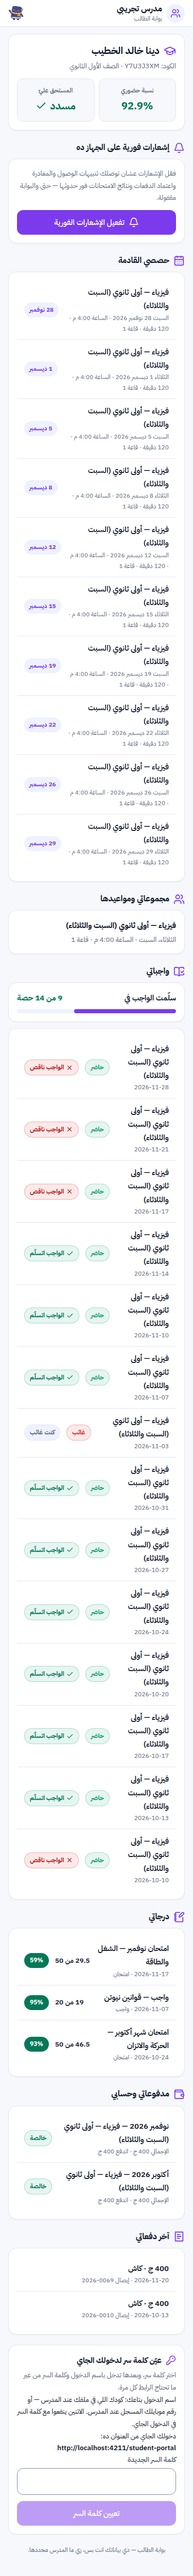 مدرس تجريبي
بوابة الطالب
دينا خالد الخطيب
الكود: Y7U3J3XM · الصف الأول الثانوي
نسبة حضوري
92.9%
المستحق عليّ
مسدد
إشعارات فورية على الجهاز ده
فعّل الإشعارات توصلك تنبيهات الوصول والمغادرة
واعتماد الدفعات ونتائج الامتحانات فور حدوثها — حتى والبوابة
مقفولة.
تفعيل الإشعارات الفورية
حصصي القادمة
فيزياء — أولى ثانوي (السبت
والثلاثاء)
السبت 28 نوفمبر 2026 · الساعة 4:00 م ·
120 دقيقة · قاعة 1
28 نوفمبر
فيزياء — أولى ثانوي (السبت
والثلاثاء)
الثلاثاء 1 ديسمبر 2026 · الساعة 4:00 م ·
120 دقيقة · قاعة 1
1 ديسمبر
فيزياء — أولى ثانوي (السبت
والثلاثاء)
السبت 5 ديسمبر 2026 · الساعة 4:00 م ·
120 دقيقة · قاعة 1
5 ديسمبر
فيزياء — أولى ثانوي (السبت
والثلاثاء)
الثلاثاء 8 ديسمبر 2026 · الساعة 4:00 م ·
120 دقيقة · قاعة 1
8 ديسمبر
فيزياء — أولى ثانوي (السبت
والثلاثاء)
السبت 12 ديسمبر 2026 · الساعة 4:00 م
· 120 دقيقة · قاعة 1
12 ديسمبر
فيزياء — أولى ثانوي (السبت
والثلاثاء)
الثلاثاء 15 ديسمبر 2026 · الساعة 4:00 م ·
120 دقيقة · قاعة 1
15 ديسمبر
فيزياء — أولى ثانوي (السبت
والثلاثاء)
السبت 19 ديسمبر 2026 · الساعة 4:00 م
· 120 دقيقة · قاعة 1
19 ديسمبر
فيزياء — أولى ثانوي (السبت
والثلاثاء)
الثلاثاء 22 ديسمبر 2026 · الساعة 4:00 م ·
120 دقيقة · قاعة 1
22 ديسمبر
فيزياء — أولى ثانوي (السبت
والثلاثاء)
السبت 26 ديسمبر 2026 · الساعة 4:00 م
· 120 دقيقة · قاعة 1
26 ديسمبر
فيزياء — أولى ثانوي (السبت
والثلاثاء)
الثلاثاء 29 ديسمبر 2026 · الساعة 4:00 م ·
120 دقيقة · قاعة 1
29 ديسمبر
مجموعاتي ومواعيدها
فيزياء — أولى ثانوي (السبت والثلاثاء)
الثلاثاء، السبت · الساعة 4:00 م · قاعة 1
واجباتي
سلّمت الواجب في
9 من 14 حصة
فيزياء — أولى
ثانوي (السبت
والثلاثاء)
2026-11-28
حاضر
الواجب ناقص
فيزياء — أولى
ثانوي (السبت
والثلاثاء)
2026-11-21
حاضر
الواجب ناقص
فيزياء — أولى
ثانوي (السبت
والثلاثاء)
2026-11-17
حاضر
الواجب ناقص
فيزياء — أولى
ثانوي (السبت
والثلاثاء)
2026-11-14
حاضر
الواجب اتسلّم
فيزياء — أولى
ثانوي (السبت
والثلاثاء)
2026-11-10
حاضر
الواجب اتسلّم
فيزياء — أولى
ثانوي (السبت
والثلاثاء)
2026-11-07
حاضر
الواجب اتسلّم
فيزياء — أولى ثانوي
(السبت والثلاثاء)
2026-11-03
غائب
كنت غائب
فيزياء — أولى
ثانوي (السبت
والثلاثاء)
2026-10-31
حاضر
الواجب اتسلّم
فيزياء — أولى
ثانوي (السبت
والثلاثاء)
2026-10-27
حاضر
الواجب اتسلّم
فيزياء — أولى
ثانوي (السبت
والثلاثاء)
2026-10-24
حاضر
الواجب اتسلّم
فيزياء — أولى
ثانوي (السبت
والثلاثاء)
2026-10-20
حاضر
الواجب اتسلّم
فيزياء — أولى
ثانوي (السبت
والثلاثاء)
2026-10-17
حاضر
الواجب اتسلّم
فيزياء — أولى
ثانوي (السبت
والثلاثاء)
2026-10-13
حاضر
الواجب اتسلّم
فيزياء — أولى
ثانوي (السبت
والثلاثاء)
2026-10-10
حاضر
الواجب ناقص
درجاتي
امتحان نوفمبر — الشغل
والطاقة
2026-11-17 · امتحان
29.5 من 50
59%
واجب — قوانين نيوتن
2026-11-07 · واجب
19 من 20
95%
امتحان شهر أكتوبر —
الحركة والاتزان
2026-10-24 · امتحان
46.5 من 50
93%
مدفوعاتي وحسابي
نوفمبر 2026 — فيزياء — أولى ثانوي
(السبت والثلاثاء)
الإجمالي 400 ج · اندفع 400 ج
خالصة
أكتوبر 2026 — فيزياء — أولى ثانوي
(السبت والثلاثاء)
الإجمالي 400 ج · اندفع 400 ج
خالصة
آخر دفعاتي
400 ج · كاش
2026-11-20 · إيصال 0069-2026
400 ج · كاش
2026-10-13 · إيصال 0010-2026
عيّن كلمة سر لدخولك الجاي
اختر كلمة سر، وبعدها تدخل باسم الدخول وكلمة السر من غير
ما تحتاج الرابط كل مرة.
اسم الدخول بتاعك: كودك اللي في ملفك عند المدرس — أو
رقم موبايلك المسجل عند المدرس. الاتنين ينفعوا مع كلمة السر
في الدخول الجاي.
دخولك الجاي من العنوان ده:
http://localhost:4211/student-portal
كلمة السر الجديدة
تعيين كلمة السر
بوابة الطالب — دي بياناتك انت بس، زي ما المدرس محددها.